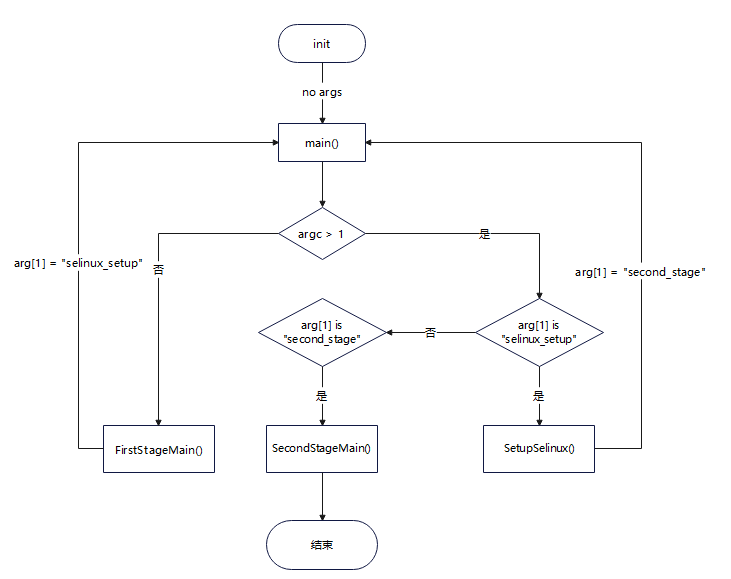 init
no args
main()
argc > 1
是
否
arg[1] = "selinux_setup"
arg[1] = "second_stage"
arg[1] is
"second_stage"
否
arg[1] is
"selinux_setup"
是
是
FirstStageMain()
SecondStageMain()
SetupSelinux()
结束